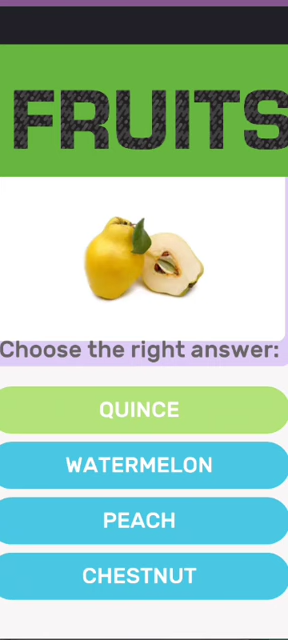 FRUITS
Choose the right answer:
QUINCE
WATERMELON
PEACH
CHESTNUT